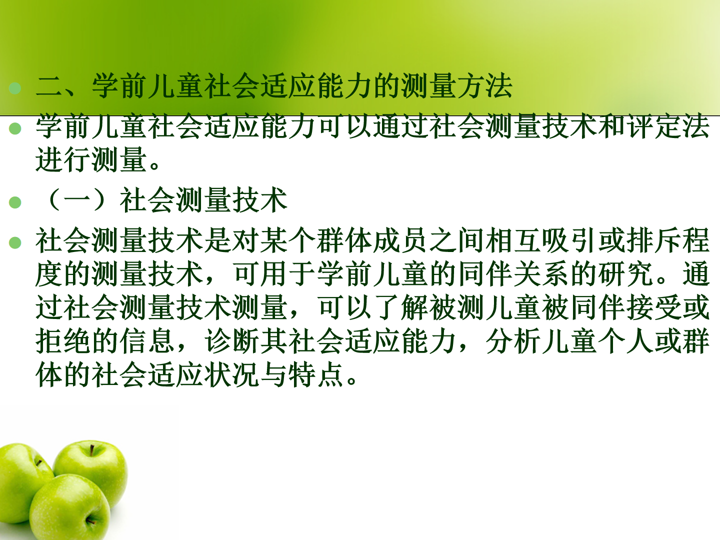 二、学前儿童社会适应能力的测量方法
学前儿童社会适应能力可以通过社会测量技术和评定法
进行测量。
（一）社会测量技术
社会测量技术是对某个群体成员之间相互吸引或排斥程
度的测量技术，可用于学前儿童的同伴关系的研究。通
过社会测量技术测量，可以了解被测儿童被同伴接受或
拒绝的信息，诊断其社会适应能力，分析儿童个人或群
体的社会适应状况与特点。